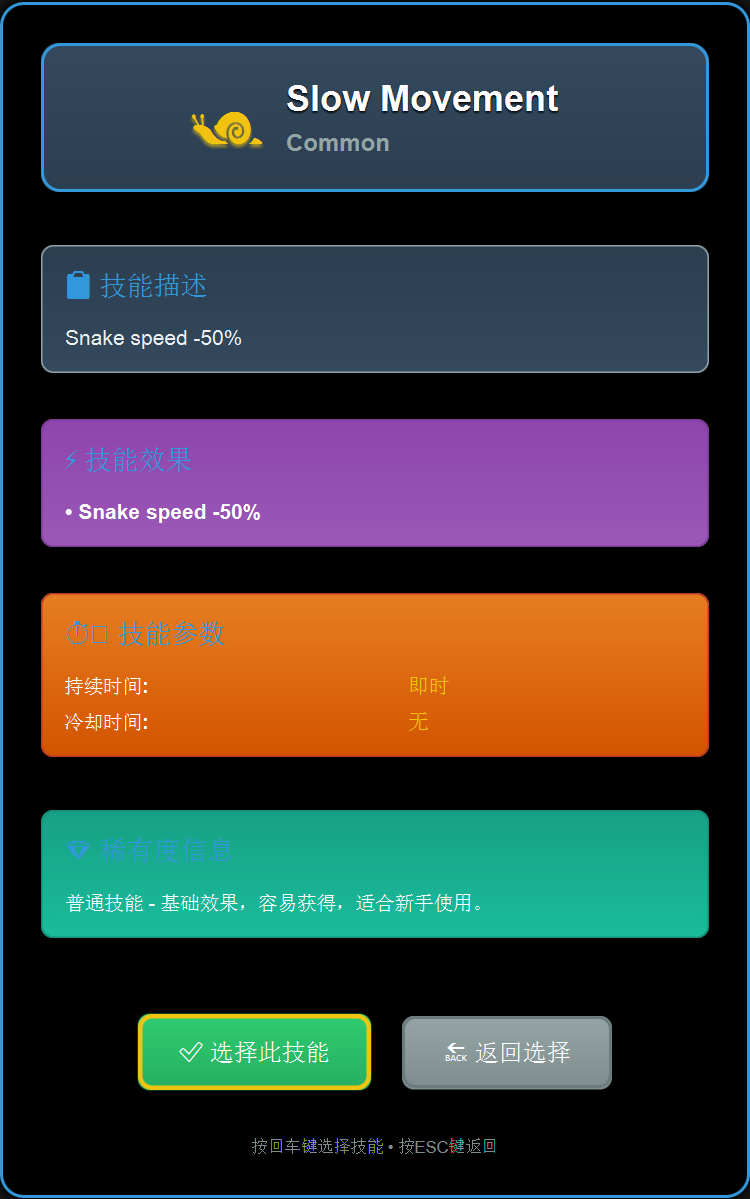 Slow Movement
Common
技能描述
Snake speed -50%
技能效果
• Snake speed -50%
技能参数
持续时间: 即时
冷却时间: 无
稀有度信息
普通技能 - 基础效果，容易获得，适合新手使用。
选择此技能
BACK 返回选择
按回车键选择技能 • 按ESC键返回